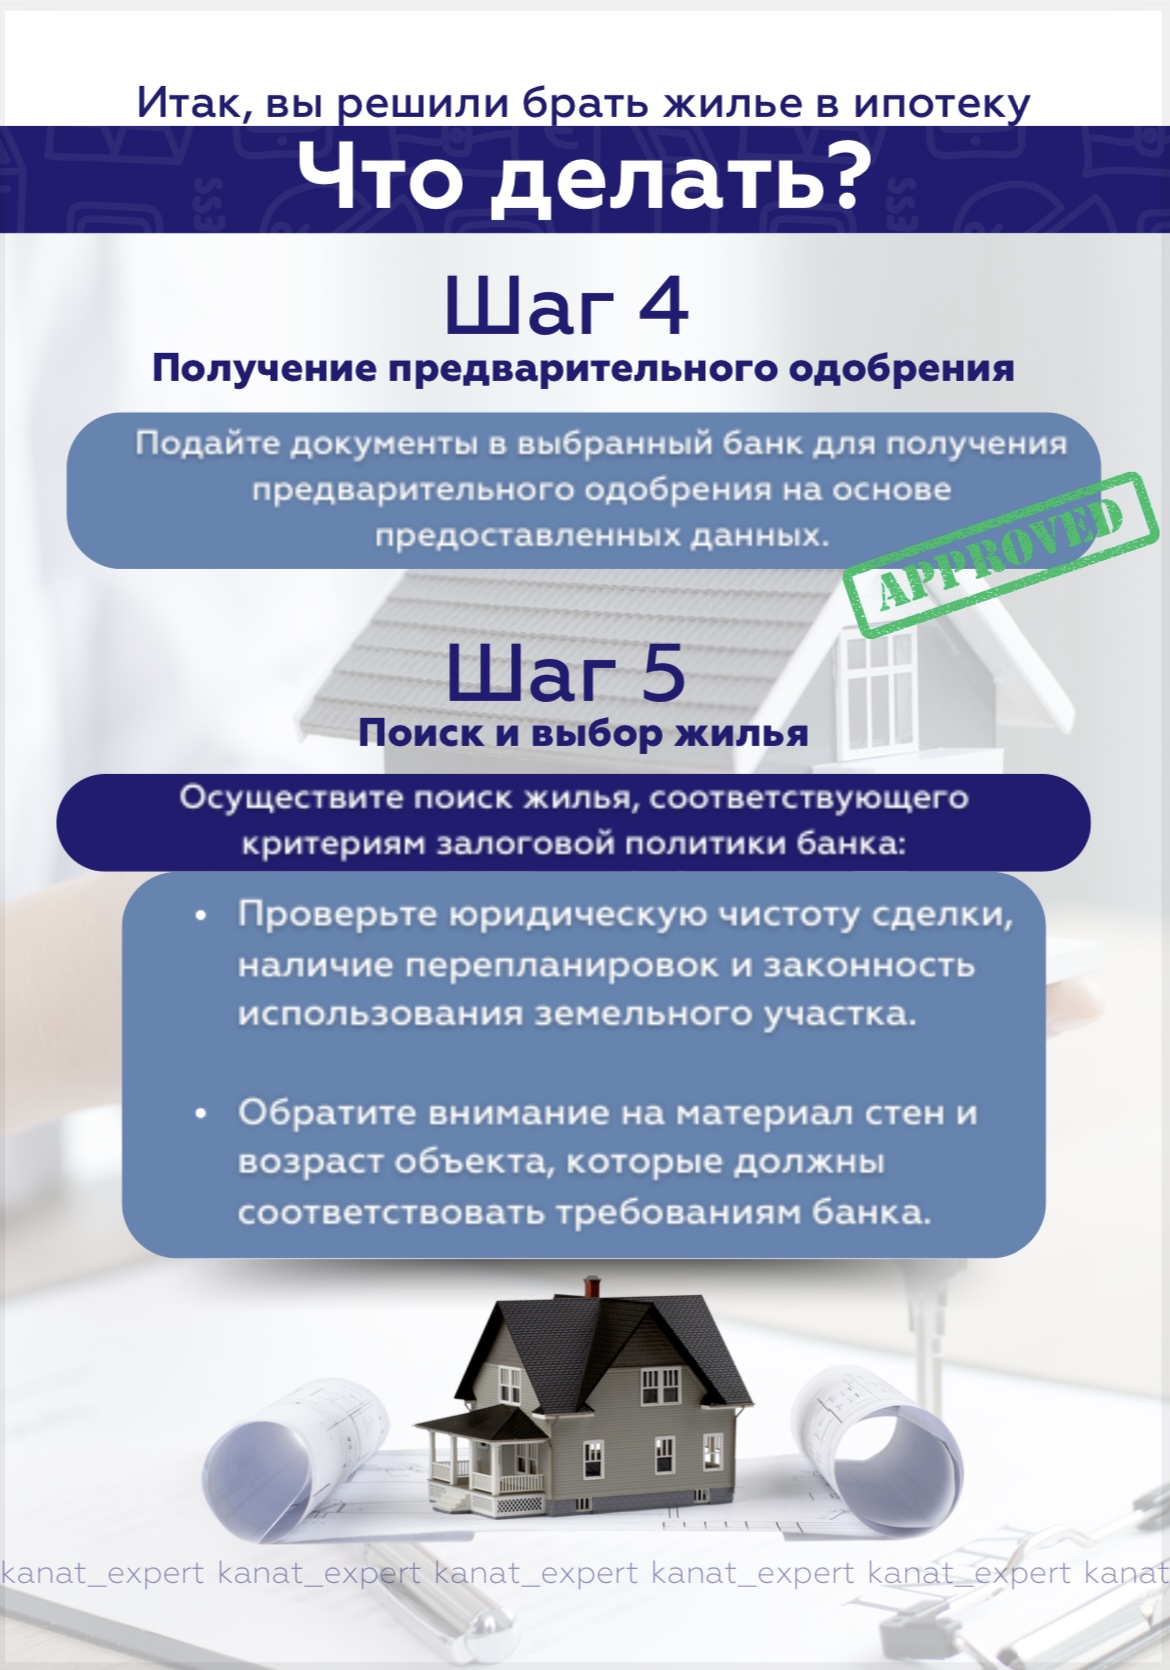 Итак, вы решили брать жилье в ипотеку
Что делать?
Шаг 4
Получение предварительного одобрения
Подайте документы в выбранный банк для получения
предварительного одобрения на основе
предоставленных данных.
APPROVED
Шаг 5
Поиск и выбор жилья
Осуществите поиск жилья, соответствующего
критериям залоговой политики банка:
• Проверьте юридическую чистоту сделки,
наличие перепланировок и законность
использования земельного участка.
• Обратите внимание на материал стен и
возраст объекта, которые должны
соответствовать требованиям банка.
kanat_expert kanat_expert kanat_expert kanat_expert kanat_expert kanat